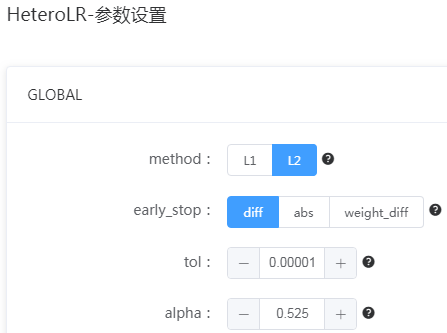 HeteroLR-参数设置
GLOBAL
method： L1 L2 ?
early_stop： diff abs weight_diff ?
tol： − 0.00001 + ?
alpha： − 0.525 + ?